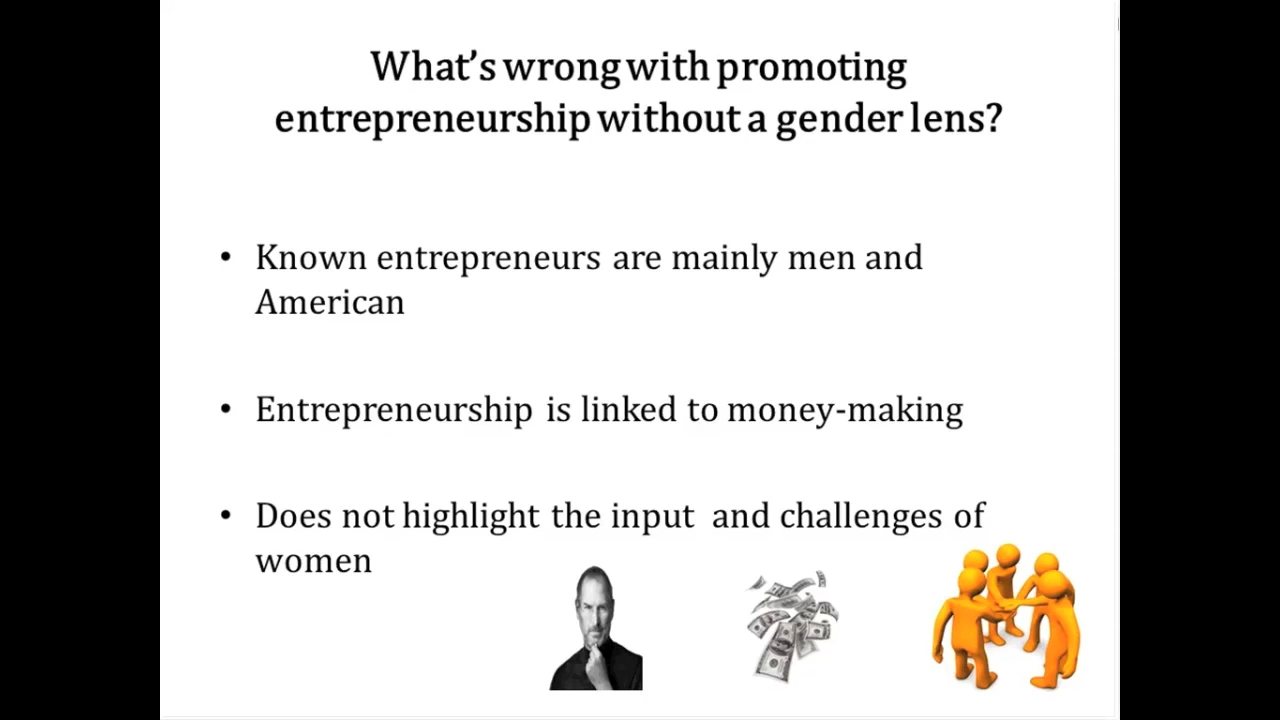 What’s wrong with promoting
entrepreneurship without a gender lens?
• Known entrepreneurs are mainly men and
American
• Entrepreneurship is linked to money-making
• Does not highlight the input and challenges of
women